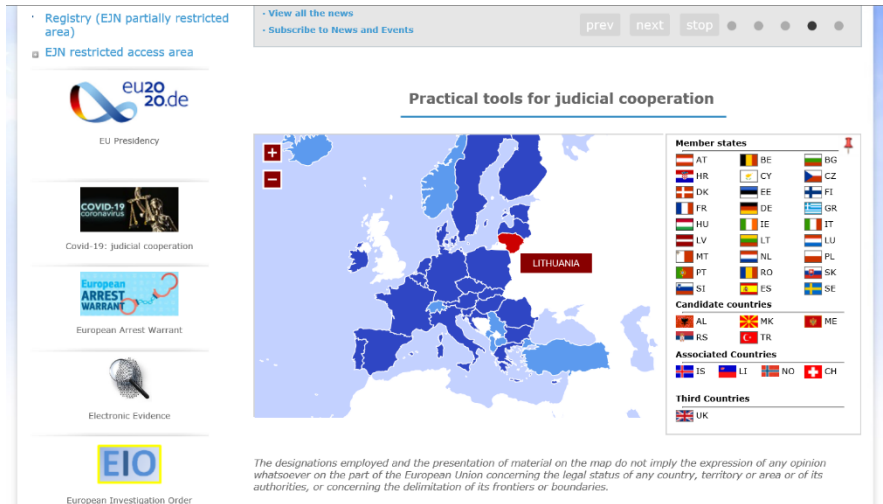 · Registry (EJN partially restricted
area)
EJN restricted access area
eu20
20.de
EU Presidency
COVID-19
coronavirus
Covid-19: judicial cooperation
European
ARREST
WARRANT
European Arrest Warrant
Electronic Evidence
EIO
European Investigation Order
· View all the news
· Subscribe to News and Events
prev next stop
Practical tools for judicial cooperation
+
−
LITHUANIA
Member states
AT BE BG
HR CY CZ
DK EE FI
FR DE GR
HU IE IT
LV LT LU
MT NL PL
PT RO SK
SI ES SE
Candidate countries
AL MK ME
RS TR
Associated Countries
IS LI NO CH
Third Countries
UK
The designations employed and the presentation of material on the map do not imply the expression of any opinion
whatsoever on the part of the European Union concerning the legal status of any country, territory or area or of its
authorities, or concerning the delimitation of its frontiers or boundaries.